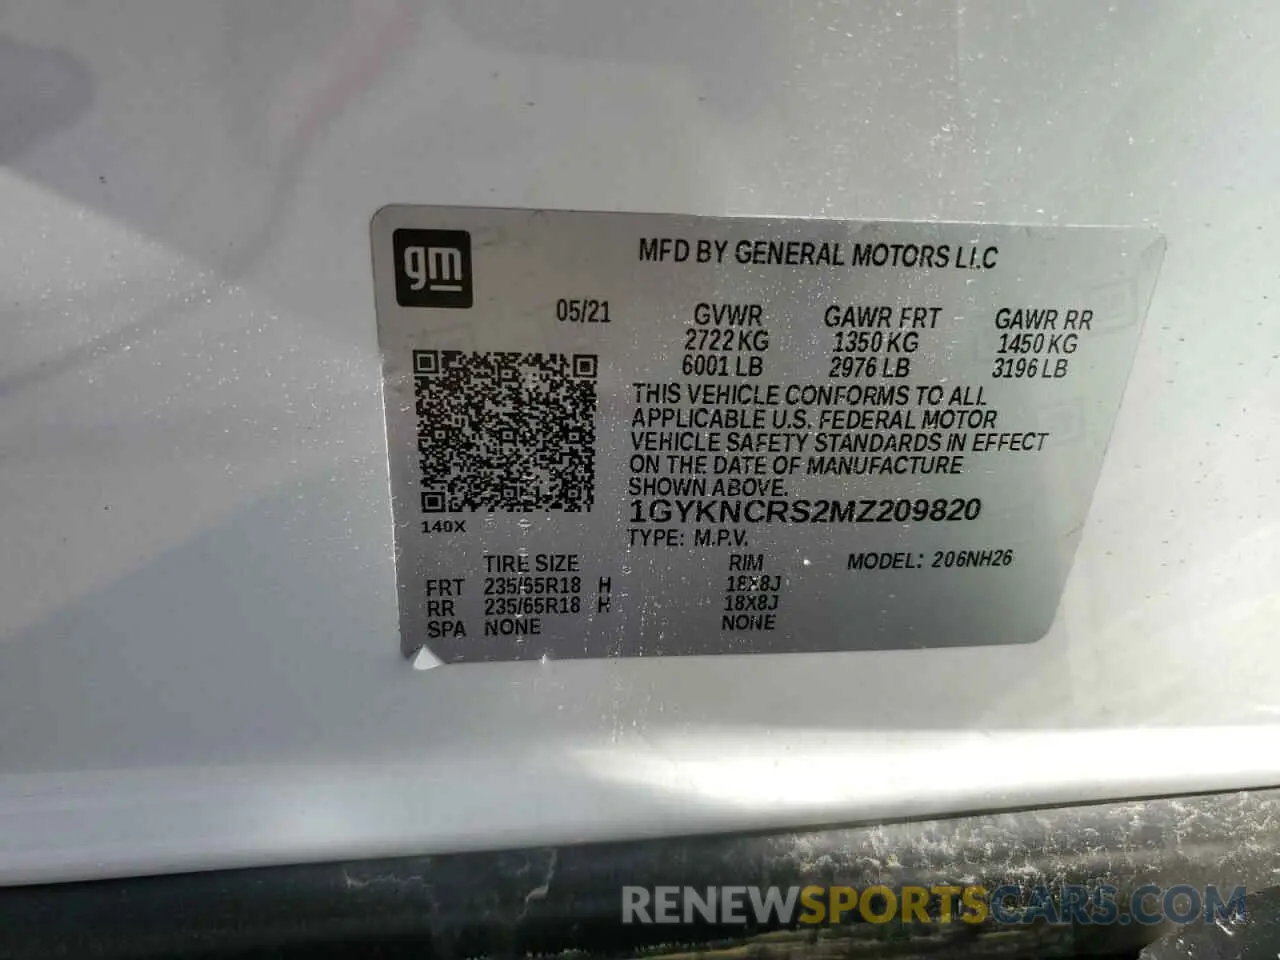 gm
MFD BY GENERAL MOTORS LLC
05/21
GVWR GAWR FRT GAWR RR
2722 KG 1350 KG 1450 KG
6001 LB 2976 LB 3196 LB
THIS VEHICLE CONFORMS TO ALL
APPLICABLE U.S. FEDERAL MOTOR
VEHICLE SAFETY STANDARDS IN EFFECT
ON THE DATE OF MANUFACTURE
SHOWN ABOVE.
1GYKNCRS2MZ209820
140X
TYPE: M.P.V.
TIRE SIZE RIM MODEL: 206NH26
FRT 235/65R18 H 18X8J
RR 235/65R18 H 18X8J
SPA NONE NONE
RENEWSPORTSCARS.COM